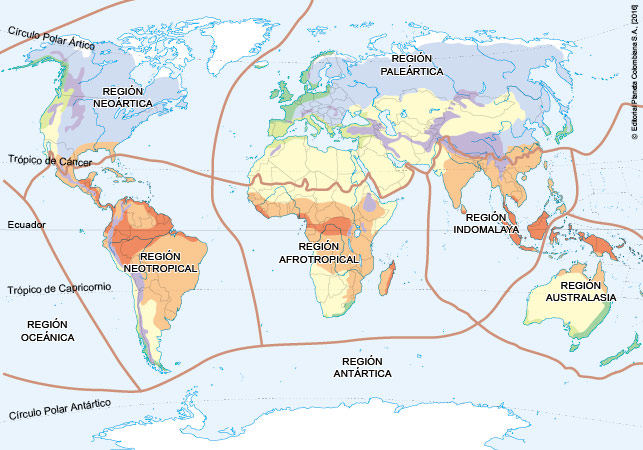 Círculo Polar Ártico
REGIÓN
PALEÁRTICA
REGIÓN
NEOÁRTICA
Trópico de Cáncer
Ecuador
REGIÓN
INDOMALAYA
REGIÓN
NEOTROPICAL
REGIÓN
AFROTROPICAL
Trópico de Capricornio
REGIÓN
AUSTRALASIA
REGIÓN
OCEÁNICA
REGIÓN
ANTÁRTICA
Círculo Polar Antártico
© Editorial Planeta Colombiana S.A., [2016]